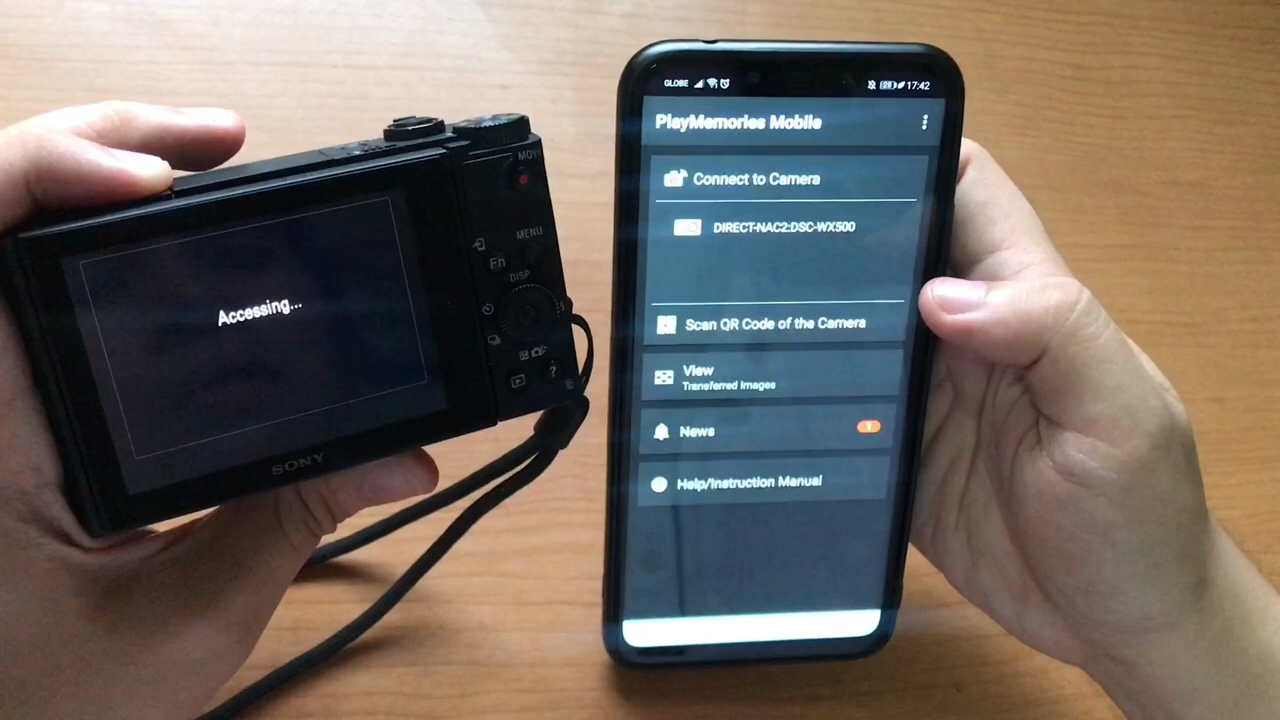 MOVI
MENU
Fn
DISP
Accessing...
?
SONY
GLOBE
17:42
PlayMemories Mobile
Connect to Camera
DIRECT-NAC2:DSC-WX500
Scan QR Code of the Camera
View
Transferred Images
News
Help/Instruction Manual